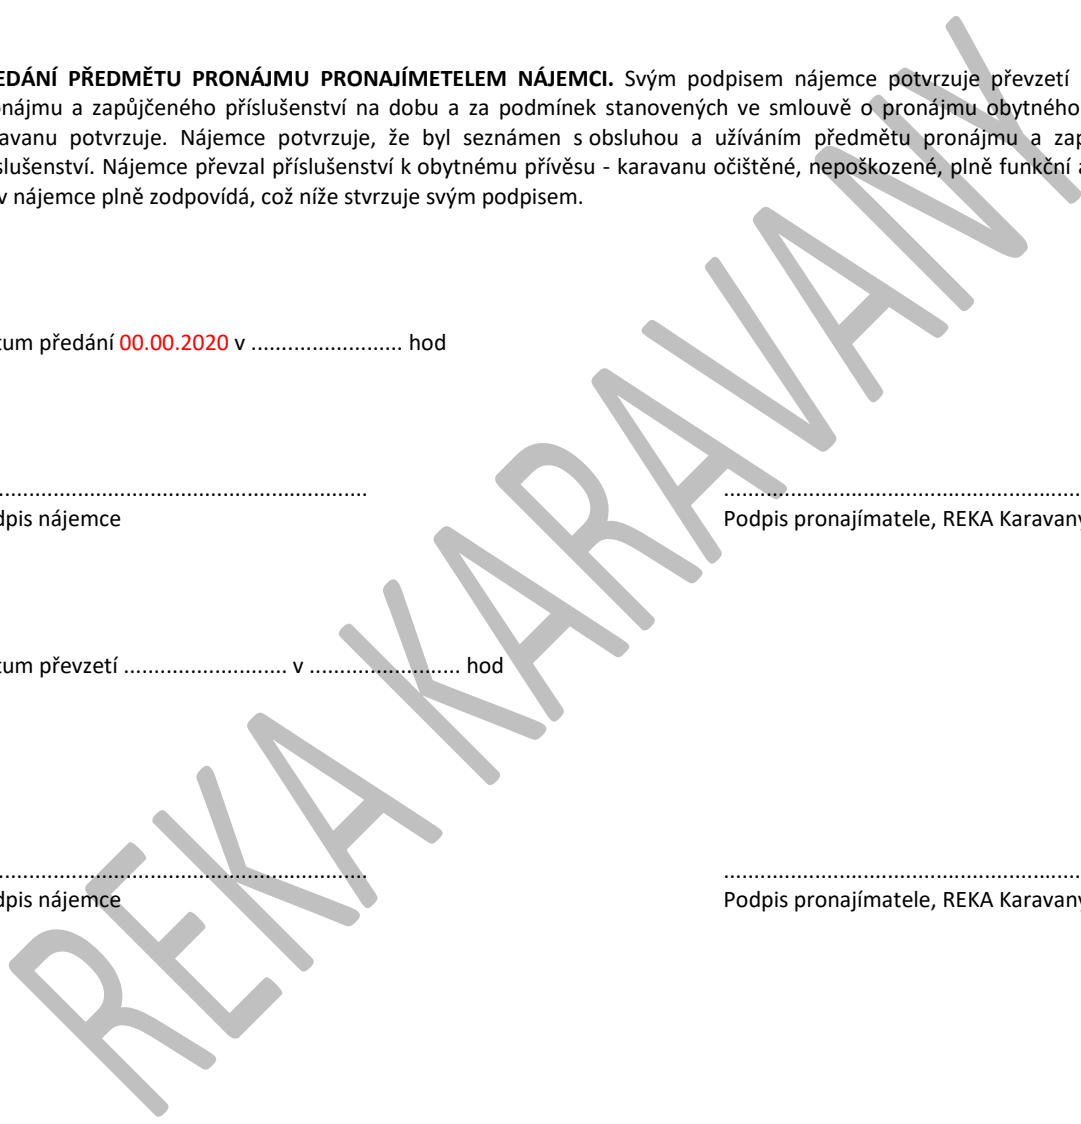 EDÁNÍ PŘEDMĚTU PRONÁJMU PRONAJÍMETELEM NÁJEMCI. Svým podpisem nájemce potvrzuje převzetí
onájmu a zapůjčeného příslušenství na dobu a za podmínek stanovených ve smlouvě o pronájmu obytného
avanu potvrzuje. Nájemce potvrzuje, že byl seznámen s obsluhou a užíváním předmětu pronájmu a zap
slušenství. Nájemce převzal příslušenství k obytnému přívěsu - karavanu očištěné, nepoškozené, plně funkční a
v nájemce plně zodpovídá, což níže stvrzuje svým podpisem.
tum předání 00.00.2020 v ......................... hod
.............................................................. ............................................................
dpis nájemce Podpis pronajímatele, REKA Karavany
tum převzetí ........................... v ......................... hod
.............................................................. ............................................................
dpis nájemce Podpis pronajímatele, REKA Karavany
REKA KARAVANY